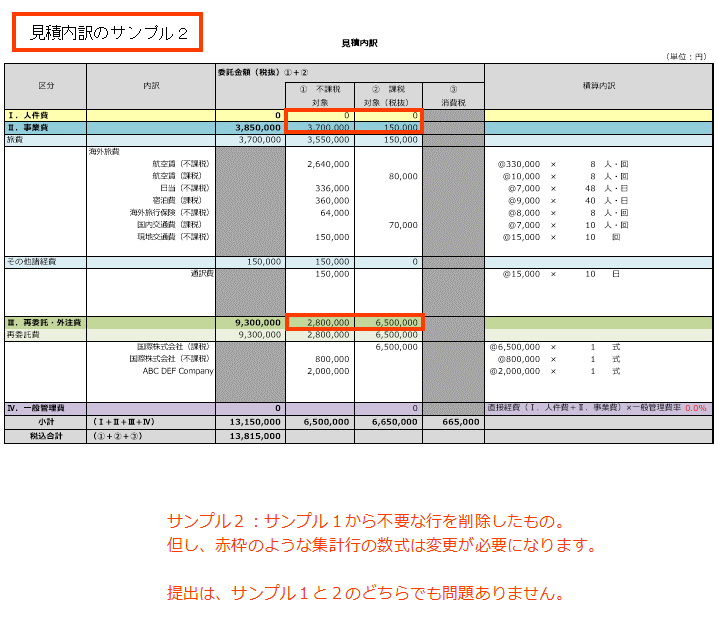 見積内訳のサンプル２
見積内訳
（単位：円）
区分 内訳 委託金額（税抜）①＋② 積算内訳
① 不課税 ② 課税 ③
対象 対象（税抜） 消費税
Ⅰ．人件費 0 0 0
Ⅱ．事業費 3,850,000 3,700,000 150,000
旅費 3,700,000 3,550,000 150,000
海外旅費
航空賃（不課税） 2,640,000 @330,000 × 8 人・回
航空賃（課税） 80,000 @10,000 × 8 人・回
日当（不課税） 336,000 @7,000 × 48 人・日
宿泊費（課税） 360,000 @9,000 × 40 人・日
海外旅行保険（不課税） 64,000 @8,000 × 8 人・回
国内交通費（課税） 70,000 @7,000 × 10 人・回
現地交通費（不課税） 150,000 @15,000 × 10 回
その他諸経費 150,000 150,000 0
通訳費 150,000 @15,000 × 10 日
Ⅲ．再委託・外注費 9,300,000 2,800,000 6,500,000
再委託費 9,300,000 2,800,000 6,500,000
国際株式会社（課税） 6,500,000 @6,500,000 × 1 式
国際株式会社（不課税） 800,000 @800,000 × 1 式
ABC DEF Company 2,000,000 @2,000,000 × 1 式
Ⅳ．一般管理費 0 0 直接経費（Ⅰ．人件費＋Ⅱ．事業費）×一般管理費率 0.0%
小計 （Ⅰ＋Ⅱ＋Ⅲ＋Ⅳ） 13,150,000 6,500,000 6,650,000 665,000
税込合計 （①＋②＋③） 13,815,000
サンプル２：サンプル１から不要な行を削除したもの。
但し、赤枠のような集計行の数式は変更が必要になります。
提出は、サンプル１と２のどちらでも問題ありません。